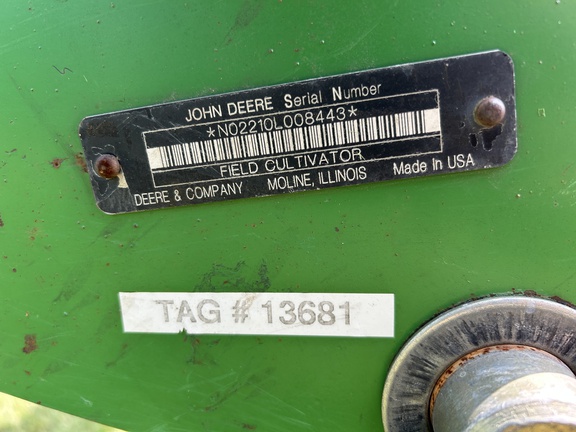 JOHN DEERE Serial Number
*N02210L008443*
FIELD CULTIVATOR
DEERE & COMPANY MOLINE, ILLINOIS Made In USA
TAG # 13681